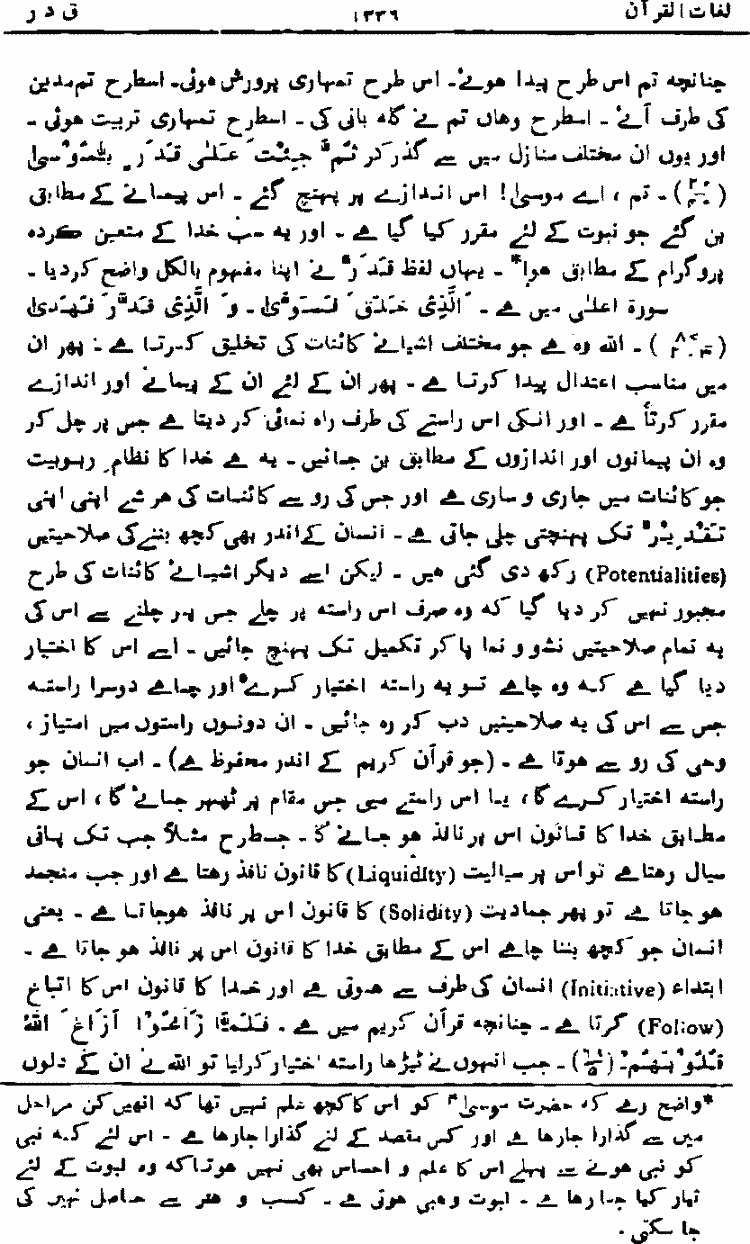 لغات القرآن ۱۳۳۹ ق د ر
چنانچہ تم اس طرح پیدا ہوئے۔ اس طرح تمہاری پرورش ہوئی۔ اسطرح تم مدین
کی طرف آئے۔ اسطرح وہاں تم نے گلہ بانی کی۔ اسطرح تمہاری تربیت ہوئی۔
اور یوں ان مختلف منازل میں سے گذر کر ثُمَّ جِئْتَ عَلٰی قَدَرٍ یّٰمُوْسیٰ
(۲۰/۴۰)۔ تم، اے موسیٰ! اس اندازے پر پہنچ گئے۔ اس پیمانے کے مطابق
بن گئے جو نبوت کے لئے مقرر کیا گیا ہے۔ اور یہ سب خدا کے متعین کردہ
پروگرام کے مطابق ہوا*۔ یہاں لفظ قَدَرٍ نے اپنا مفہوم بالکل واضح کر دیا۔
سورۃ اعلٰی میں ہے۔ اَلَّذِیْ خَلَقَ فَسَوّٰیٰ۔ وَ الَّذِیْ قَدَّرَ فَہَدیٰ
(۸۷/۲-۳)۔ اللہ وہ ہے جو مختلف اشیائے کائنات کی تخلیق کرتا ہے۔ پھر ان
میں مناسب اعتدال پیدا کرتا ہے۔ پھر ان کے لئے ان کے پیمانے اور اندازے
مقرر کرتا ہے۔ اور انکی اس راستے کی طرف راہ نمائی کر دیتا ہے جس پر چل کر
وہ ان پیمانوں اور اندازوں کے مطابق بن جائیں۔ یہ ہے خدا کا نظامِ ربوبیت
جو کائنات میں جاری و ساری ہے اور جس کی رو سے کائنات کی ہر شے اپنی اپنی
تَقْدِیْرٌ تک پہنچتی چلی جاتی ہے۔ انسان کے اندر بھی کچھ بننے کی صلاحیتیں
(Potentialities) رکھ دی گئی ہیں۔ لیکن اسے دیگر اشیائے کائنات کی طرح
مجبور نہیں کر دیا گیا کہ وہ صرف اس راستہ پر چلے جس پر چلنے سے اس کی
یہ تمام صلاحیتیں نشو و نما پا کر تکمیل تک پہنچ جائیں۔ اسے اس کا اختیار
دیا گیا ہے کہ وہ چاہے تو یہ راستہ اختیار کرے اور چاہے دوسرا راستہ
جس سے اس کی یہ صلاحیتیں دب کر رہ جائیں۔ ان دونوں راستوں میں امتیاز،
وحی کی رو سے ہوتا ہے۔ (جو قرآن کریم کے اندر محفوظ ہے)۔ اب انسان جو
راستہ اختیار کرے گا، یا اس راستے میں جس مقام پر ٹھہر جائے گا، اس کے
مطابق خدا کا قانون اس پر نافذ ہو جائے گا۔ جسطرح مثلاً جب تک پانی
سیال رہتا ہے تو اس پر سیالیت (Liquidity) کا قانون نافذ رہتا ہے اور جب منجمد
ہو جاتا ہے تو پھر جمادیت (Solidity) کا قانون اس پر نافذ ہو جاتا ہے۔ یعنی
انسان جو کچھ بننا چاہے اس کے مطابق خدا کا قانون اس پر نافذ ہو جاتا ہے۔
ابتداء (Initiative) انسان کی طرف سے ہوتی ہے اور خدا کا قانون اس کا اتباع
(Follow) کرتا ہے۔ چنانچہ قرآن کریم میں ہے۔ فَلَمَّا زَاغُوْا اَزَاغَ اللّٰہُ
قُلُوْبَہُمْ (۶۱/۵)۔ جب انہوں نے ٹیڑھا راستہ اختیار کر لیا تو اللہ نے ان کے دلوں
*واضح رہے کہ حضرت موسیٰؑ کو اس کا کچھ علم نہیں تھا کہ انھیں کن مراحل
میں سے گذارا جا رہا ہے اور کس مقصد کے لئے گذارا جا رہا ہے۔ اس لئے کہ نبی
کو نبی ہونے سے پہلے اس کا علم و احساس بھی نہیں ہوتا کہ وہ نبوت کے لئے
تیار کیا جا رہا ہے۔ نبوت وہبی ہوتی ہے۔ کسب و ہنر سے حاصل نہیں کی
جا سکتی۔